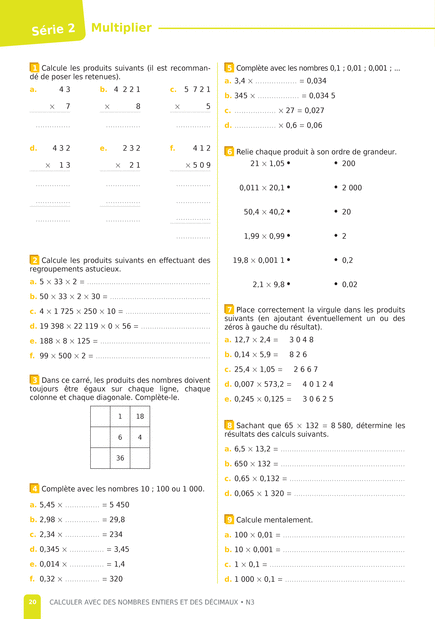 Série 2 Multiplier
1 Calcule les produits suivants (il est recomman-
dé de poser les retenues).
a. 4 3 b. 4 2 2 1 c. 5 7 2 1
× 7 × 8 × 5
............... ............... ...............
d. 4 3 2 e. 2 3 2 f. 4 1 2
× 1 3 × 2 1 × 5 0 9
............... ............... ...............
............... ............... ...............
............... ............... ...............
...............
2 Calcule les produits suivants en effectuant des
regroupements astucieux.
a. 5 × 33 × 2 = ...............
b. 50 × 33 × 2 × 30 = ...............
c. 4 × 1 725 × 250 × 10 = ...............
d. 19 398 × 22 119 × 0 × 56 = ...............
e. 188 × 8 × 125 = ...............
f. 99 × 500 × 2 = ...............
3 Dans ce carré, les produits des nombres doivent
toujours être égaux sur chaque ligne, chaque
colonne et chaque diagonale. Complète-le.
1 18
6 4
36
4 Complète avec les nombres 10 ; 100 ou 1 000.
a. 5,45 × ............... = 5 450
b. 2,98 × ............... = 29,8
c. 2,34 × ............... = 234
d. 0,345 × ............... = 3,45
e. 0,014 × ............... = 1,4
f. 0,32 × ............... = 320
5 Complète avec les nombres 0,1 ; 0,01 ; 0,001 ; ...
a. 3,4 × .................. = 0,034
b. 345 × .................. = 0,034 5
c. .................. × 27 = 0,027
d. .................. × 0,6 = 0,06
6 Relie chaque produit à son ordre de grandeur.
21 × 1,05 • • 200
0,011 × 20,1 • • 2 000
50,4 × 40,2 • • 20
1,99 × 0,99 • • 2
19,8 × 0,001 1 • • 0,2
2,1 × 9,8 • • 0,02
7 Place correctement la virgule dans les produits
suivants (en ajoutant éventuellement un ou des
zéros à gauche du résultat).
a. 12,7 × 2,4 = 3 0 4 8
b. 0,14 × 5,9 = 8 2 6
c. 25,4 × 1,05 = 2 6 6 7
d. 0,007 × 573,2 = 4 0 1 2 4
e. 0,245 × 0,125 = 3 0 6 2 5
8 Sachant que 65 × 132 = 8 580, détermine les
résultats des calculs suivants.
a. 6,5 × 13,2 = ...............
b. 650 × 132 = ...............
c. 0,65 × 0,132 = ...............
d. 0,065 × 1 320 = ...............
9 Calcule mentalement.
a. 100 × 0,01 = ...............
b. 10 × 0,001 = ...............
c. 1 × 0,1 = ...............
d. 1 000 × 0,1 = ...............
20 CALCULER AVEC DES NOMBRES ENTIERS ET DES DÉCIMAUX • N3